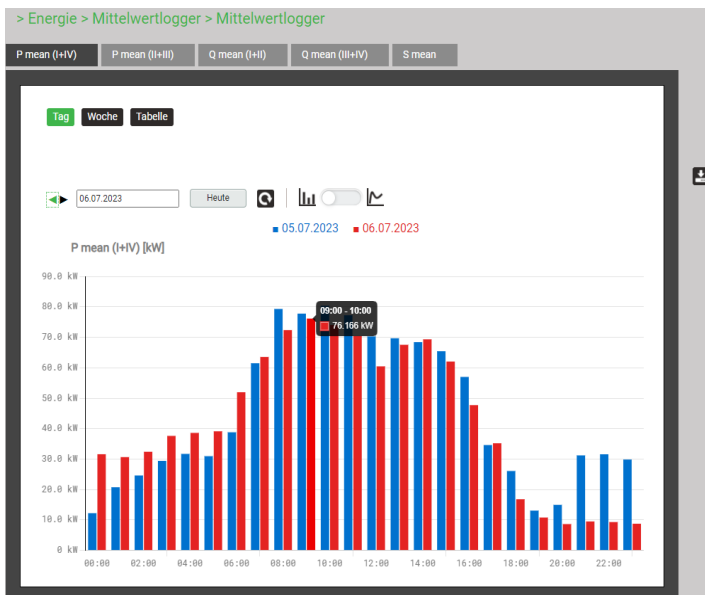 > Energie > Mittelwertlogger > Mittelwertlogger
P mean (I+IV) P mean (II+III) Q mean (I+II) Q mean (III+IV) S mean
Tag Woche Tabelle
06.07.2023 Heute
05.07.2023 06.07.2023
P mean (I+IV) [kW]
90.0 kW
80.0 kW
09:00 - 10:00
76.166 kW
70.0 kW
60.0 kW
50.0 kW
40.0 kW
30.0 kW
20.0 kW
10.0 kW
0 kW
00:00 02:00 04:00 06:00 08:00 10:00 12:00 14:00 16:00 18:00 20:00 22:00